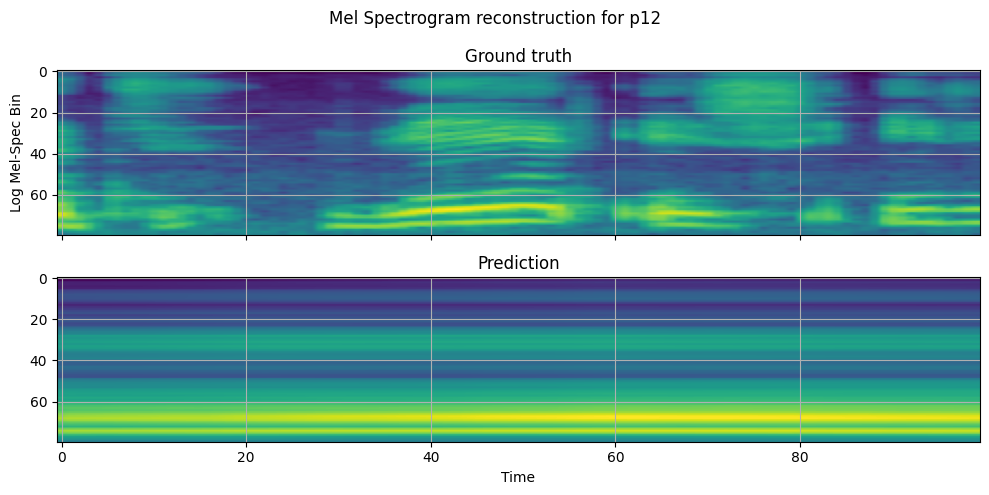 Mel Spectrogram reconstruction for p12
Ground truth
Log Mel-Spec Bin
0
20
40
60
Prediction
0
20
40
60
0 20 40 60 80
Time